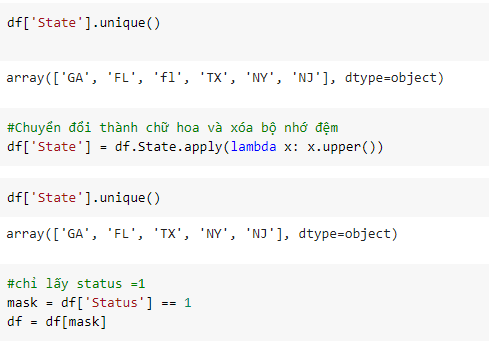 df['State'].unique()
array(['GA', 'FL', 'fl', 'TX', 'NY', 'NJ'], dtype=object)
#Chuyển đổi thành chữ hoa và xóa bộ nhớ đệm
df['State'] = df.State.apply(lambda x: x.upper())
df['State'].unique()
array(['GA', 'FL', 'TX', 'NY', 'NJ'], dtype=object)
#chỉ lấy status =1
mask = df['Status'] == 1
df = df[mask]